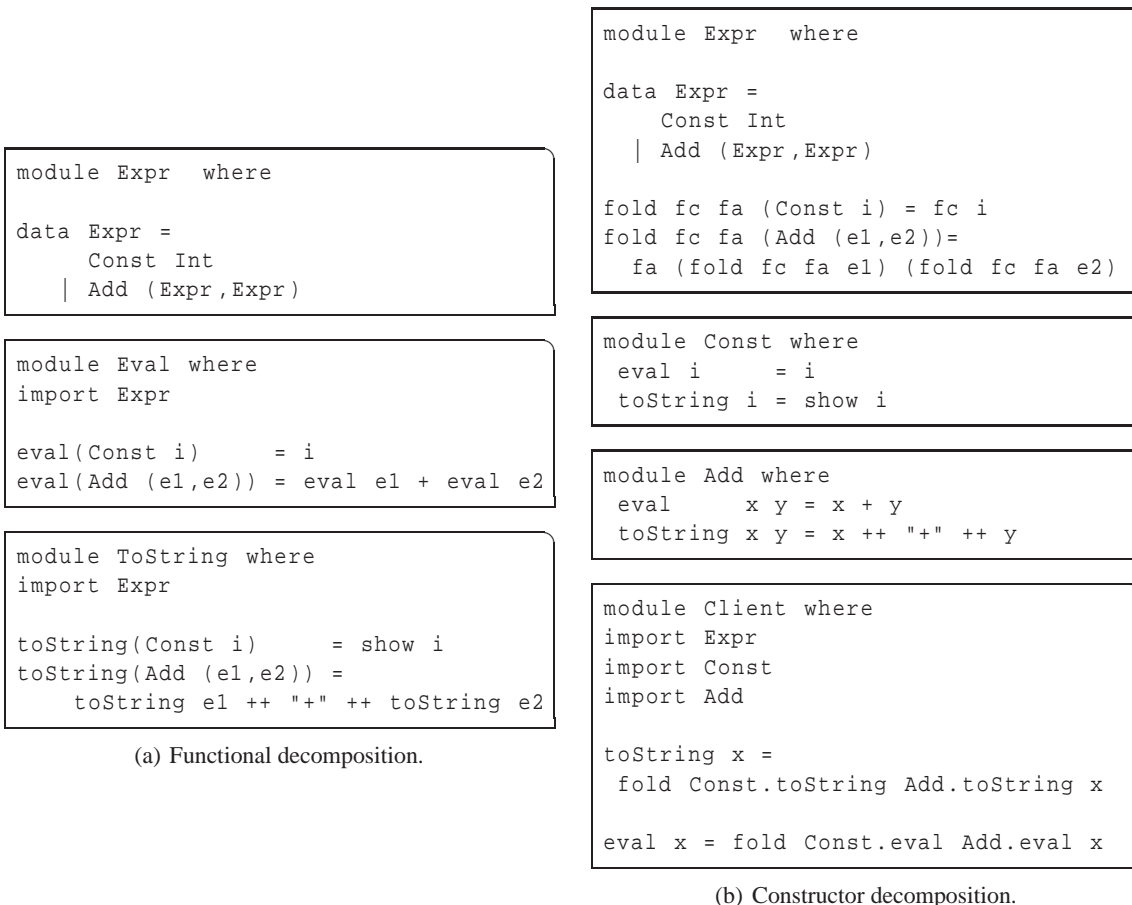 module Expr  where

data Expr =
     Const Int
   | Add (Expr,Expr)

module Eval where
import Expr

eval(Const i)     = i
eval(Add (e1,e2)) = eval e1 + eval e2

module ToString where
import Expr

toString(Const i)     = show i
toString(Add (e1,e2)) =
    toString e1 ++ "+" ++ toString e2

(a) Functional decomposition.

module Expr  where

data Expr =
    Const Int
  | Add (Expr,Expr)

fold fc fa (Const i) = fc i
fold fc fa (Add (e1,e2))=
  fa (fold fc fa e1) (fold fc fa e2)

module Const where
 eval i     = i
 toString i = show i

module Add where
 eval     x y = x + y
 toString x y = x ++ "+" ++ y

module Client where
import Expr
import Const
import Add

toString x =
 fold Const.toString Add.toString x

eval x = fold Const.eval Add.eval x

(b) Constructor decomposition.